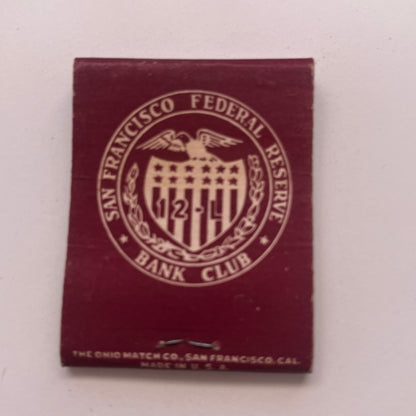 SAN FRANCISCO FEDERAL RESERVE
BANK CLUB
12-L
THE OHIO MATCH CO., SAN FRANCISCO, CAL.
MADE IN U. S. A.